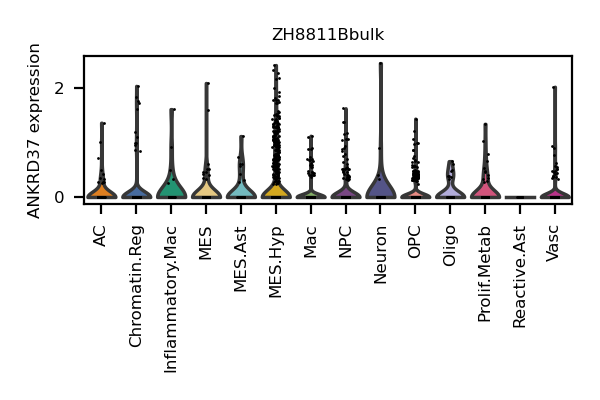 ZH8811Bbulk
ANKRD37 expression
2
0
AC
Chromatin.Reg
Inflammatory.Mac
MES
MES.Ast
MES.Hyp
Mac
NPC
Neuron
OPC
Oligo
Prolif.Metab
Reactive.Ast
Vasc